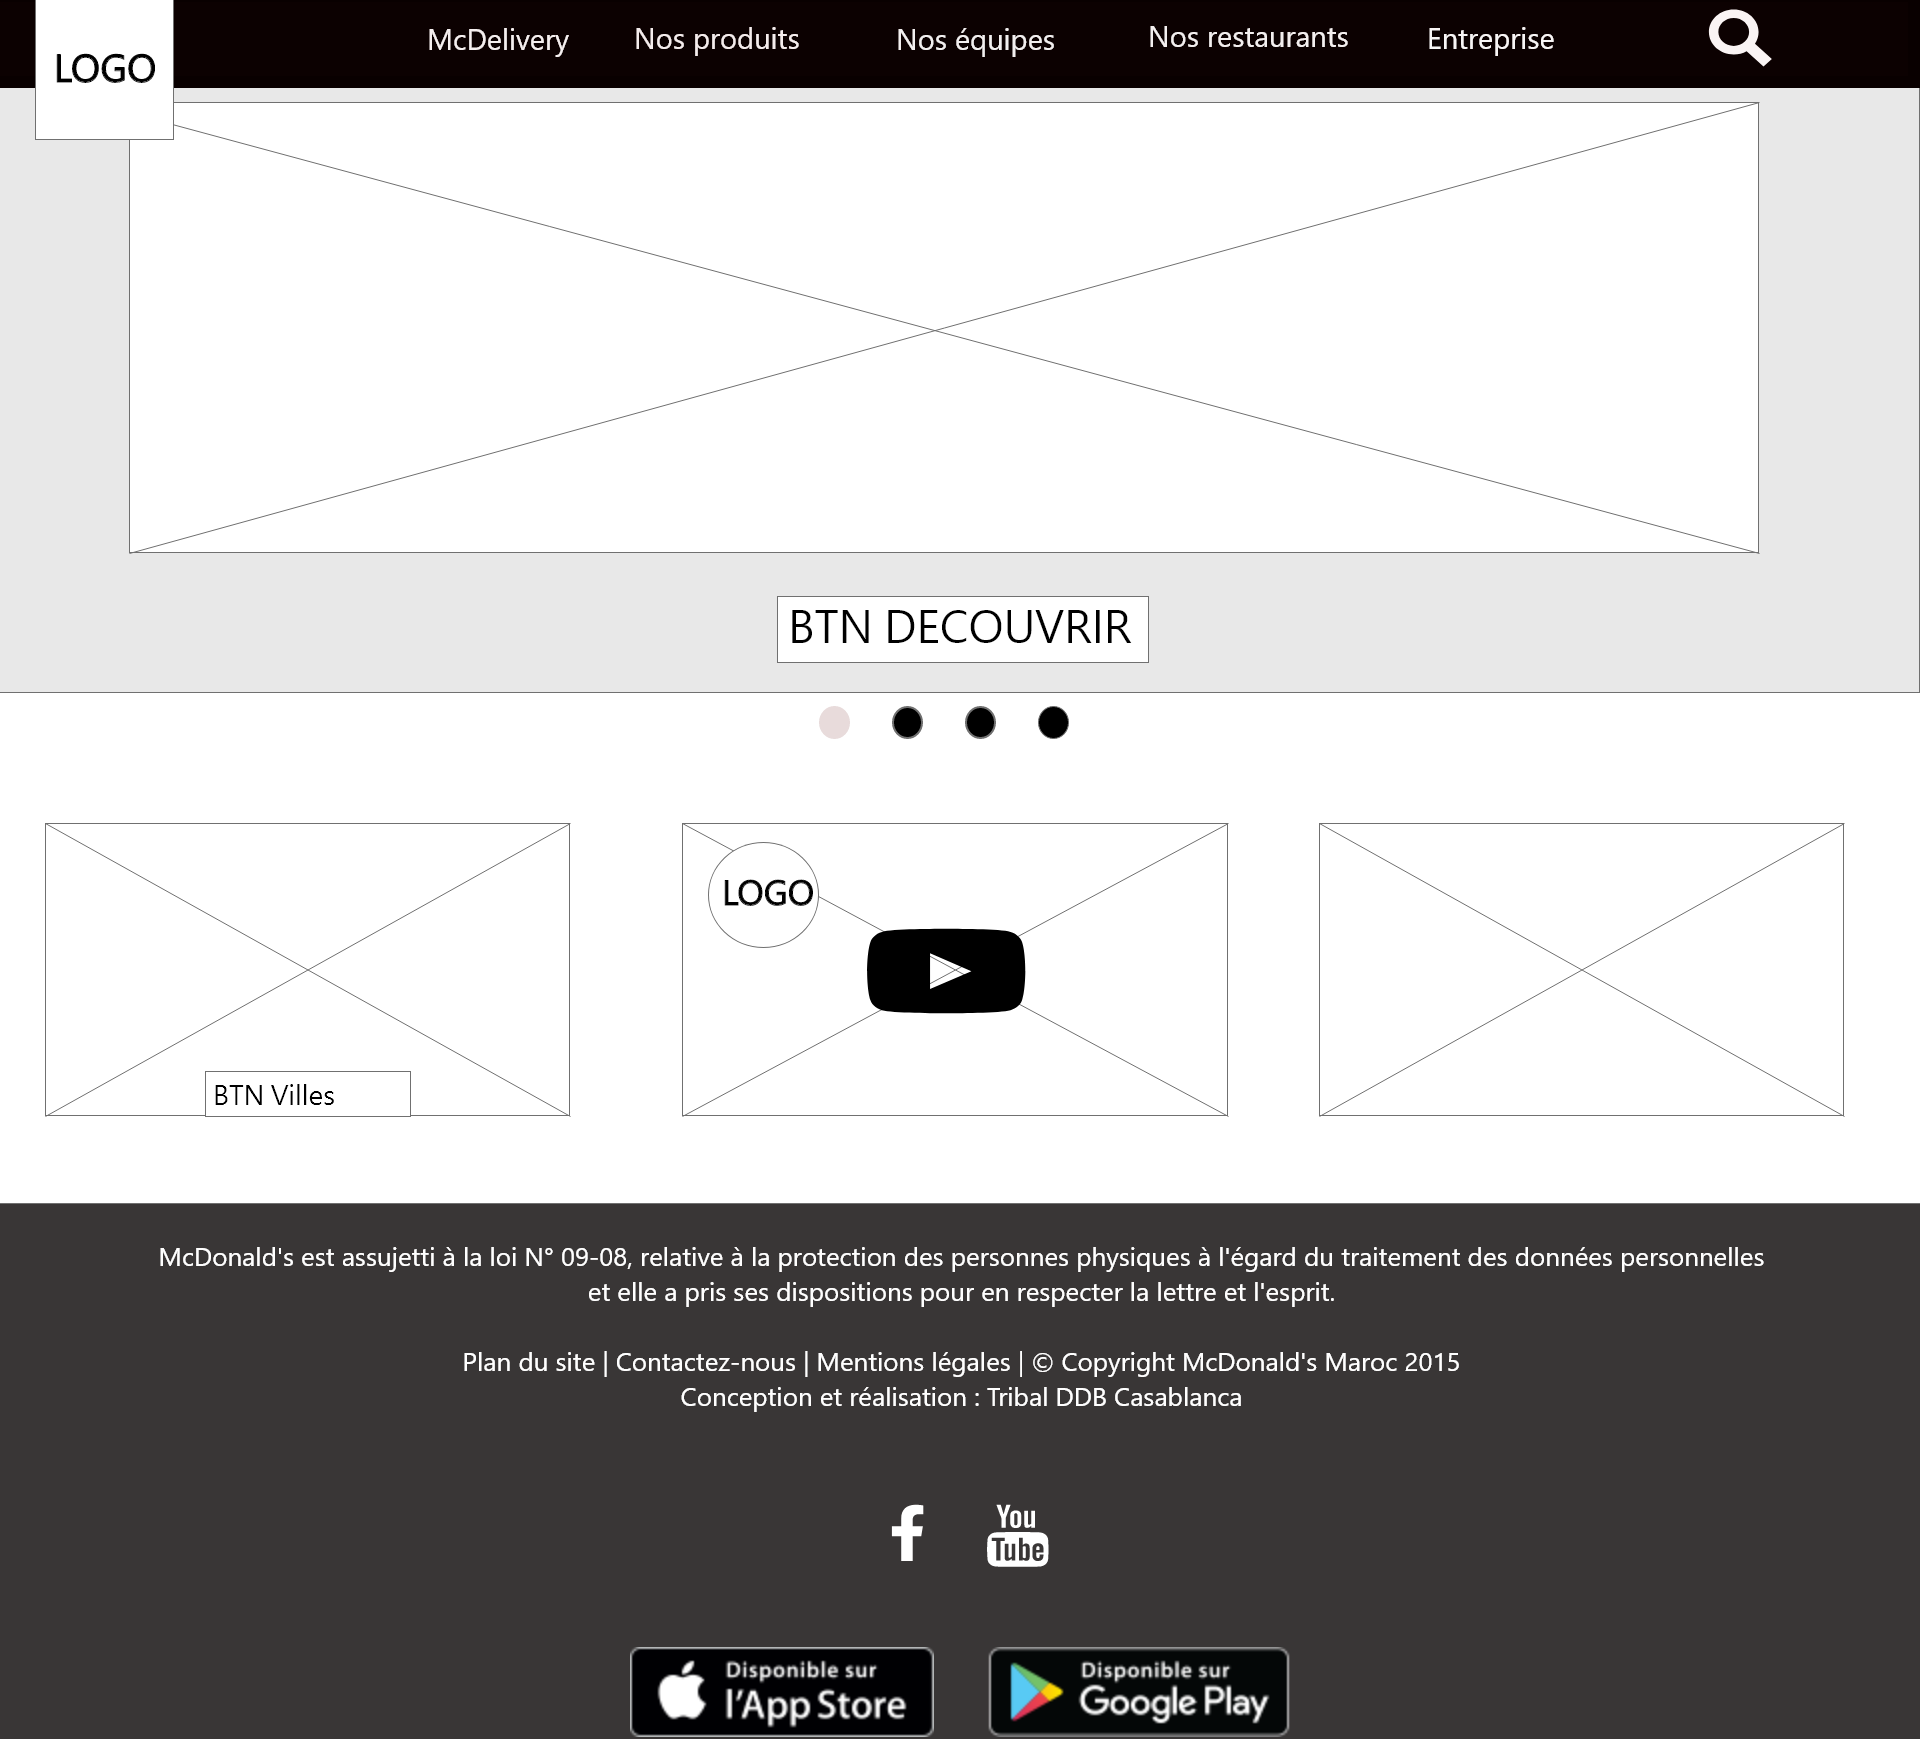 LOGO
McDelivery
Nos produits
Nos équipes
Nos restaurants
Entreprise
BTN DECOUVRIR
LOGO
BTN Villes
McDonald's est assujetti à la loi N° 09-08, relative à la protection des personnes physiques à l'égard du traitement des données personnelles
et elle a pris ses dispositions pour en respecter la lettre et l'esprit.
Plan du site | Contactez-nous | Mentions légales | © Copyright McDonald's Maroc 2015
Conception et réalisation : Tribal DDB Casablanca
f
You
Tube
Disponible sur
l'App Store
Disponible sur
Google Play